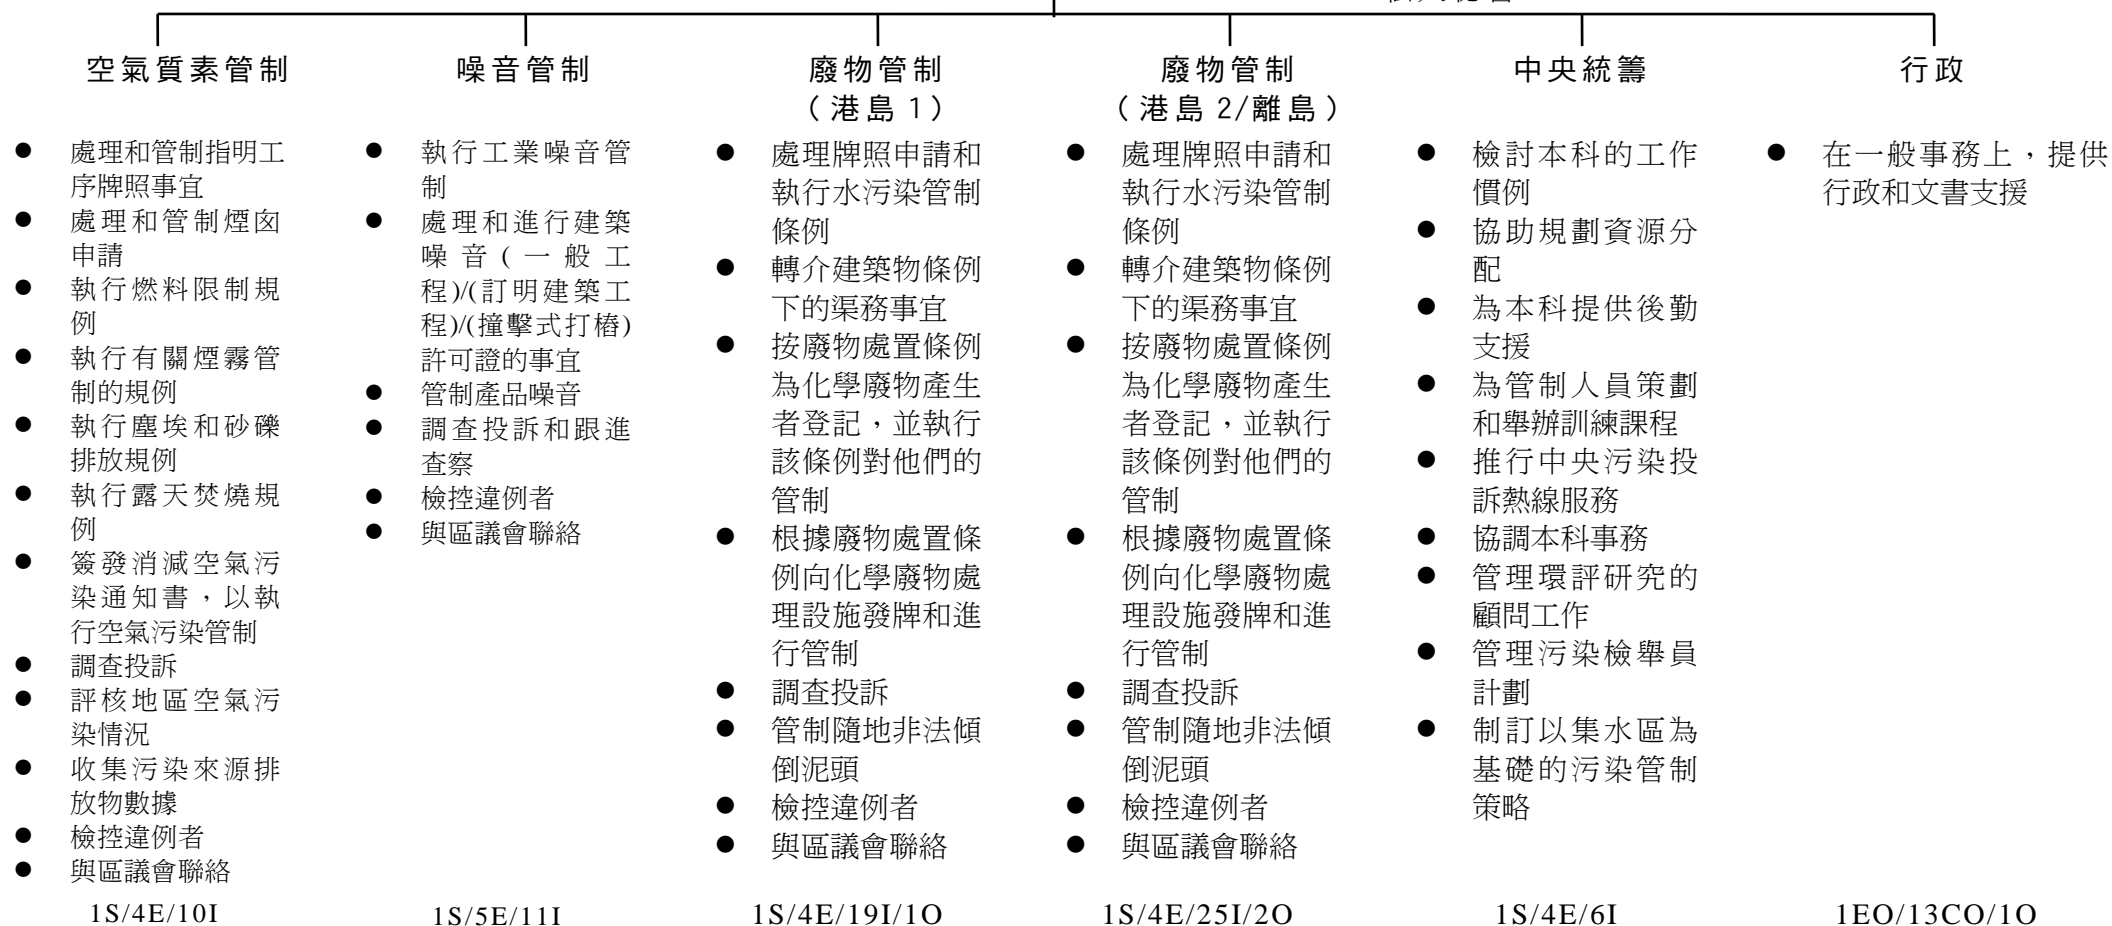 空氣質素管制
處理和管制指明工
序牌照事宜
處理和管制煙囪
申請
執行燃料限制規
例
執行有關煙霧管
制的規例
執行塵埃和砂礫
排放規例
執行露天焚燒規
例
簽發消減空氣污
染通知書，以執
行空氣污染管制
調查投訴
評核地區空氣污
染情況
收集污染來源排
放物數據
檢控違例者
與區議會聯絡
1S/4E/10I
噪音管制
執行工業噪音管
制
處理和進行建築
噪音(一般工
程)/(訂明建築工
程)/(撞擊式打樁)
許可證的事宜
管制產品噪音
調查投訴和跟進
查察
檢控違例者
與區議會聯絡
1S/5E/11I
廢物管制
（港島 1）
處理牌照申請和
執行水污染管制
條例
轉介建築物條例
下的渠務事宜
按廢物處置條例
為化學廢物產生
者登記，並執行
該條例對他們的
管制
根據廢物處置條
例向化學廢物處
理設施發牌和進
行管制
調查投訴
管制隨地非法傾
倒泥頭
檢控違例者
與區議會聯絡
1S/4E/19I/1O
廢物管制
（港島 2/離島）
處理牌照申請和
執行水污染管制
條例
轉介建築物條例
下的渠務事宜
按廢物處置條例
為化學廢物產生
者登記，並執行
該條例對他們的
管制
根據廢物處置條
例向化學廢物處
理設施發牌和進
行管制
調查投訴
管制隨地非法傾
倒泥頭
檢控違例者
與區議會聯絡
1S/4E/25I/2O
中央統籌
檢討本科的工作
慣例
協助規劃資源分
配
為本科提供後勤
支援
為管制人員策劃
和舉辦訓練課程
推行中央污染投
訴熱線服務
協調本科事務
管理環評研究的
顧問工作
管理污染檢舉員
計劃
制訂以集水區為
基礎的污染管制
策略
1S/4E/6I
行政
在一般事務上，提供
行政和文書支援
1EO/13CO/1O